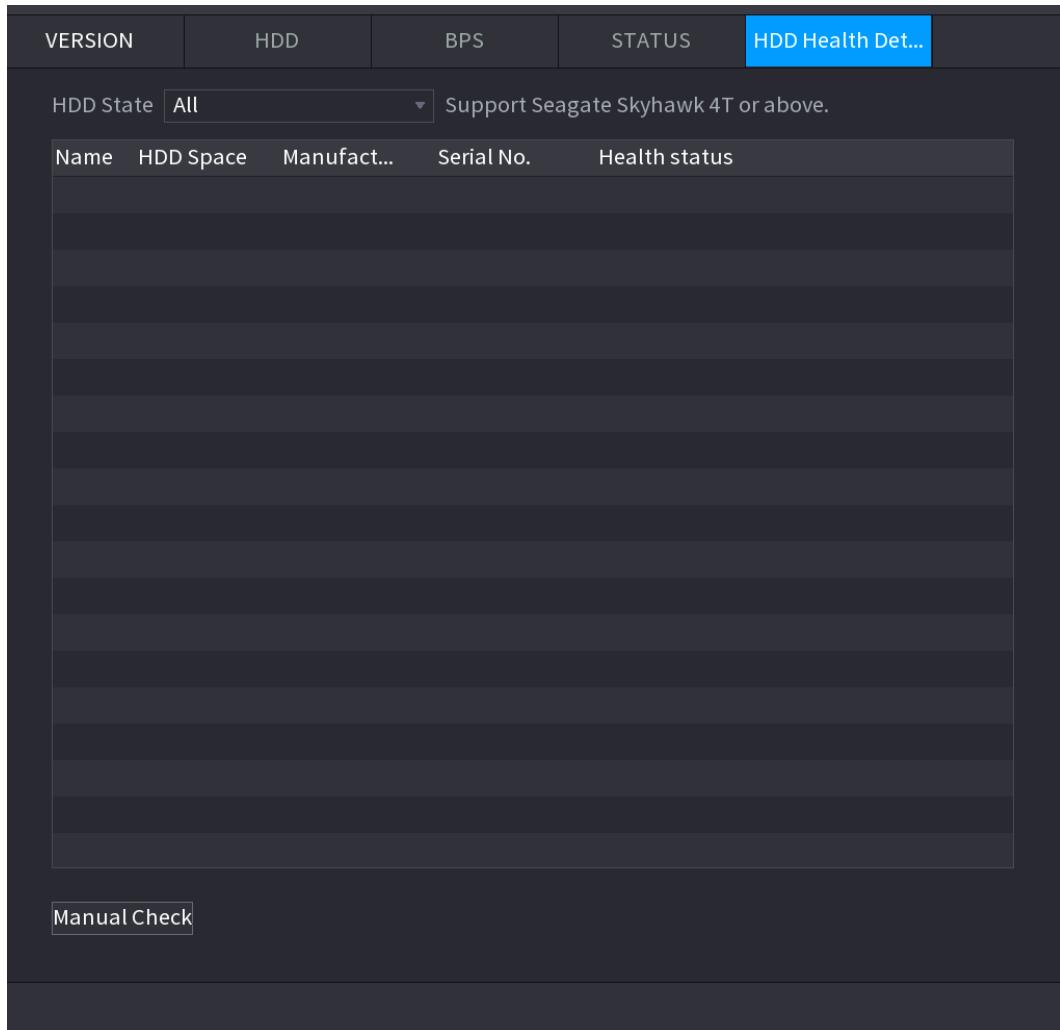 VERSION HDD BPS STATUS HDD Health Det...
HDD State All Support Seagate Skyhawk 4T or above.
Name HDD Space Manufact... Serial No. Health status
Manual Check